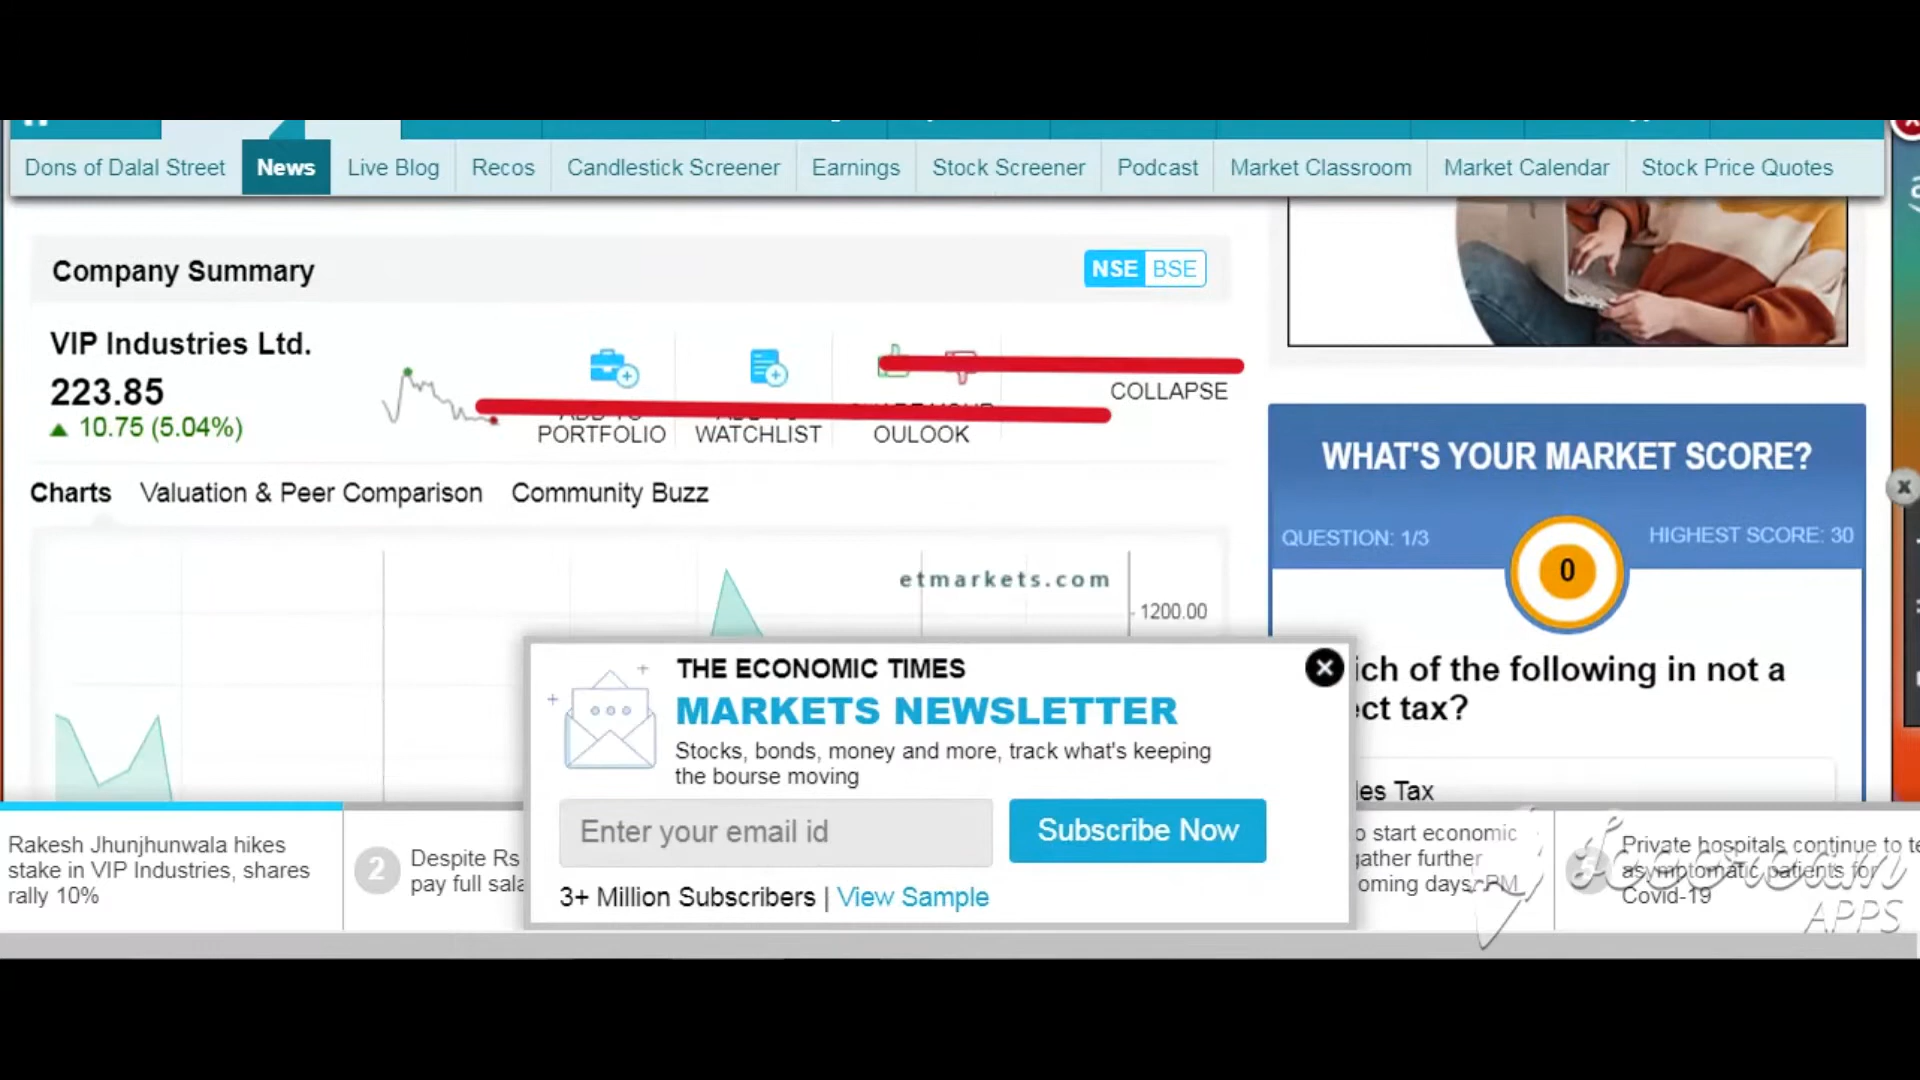 Dons of Dalal Street News Live Blog Recos Candlestick Screener Earnings Stock Screener Podcast Market Classroom Market Calendar Stock Price Quotes
Company Summary
NSE BSE
VIP Industries Ltd.
223.85
10.75 (5.04%)
PORTFOLIO
WATCHLIST
OULOOK
COLLAPSE
Charts Valuation & Peer Comparison Community Buzz
etmarkets.com
1200.00
WHAT'S YOUR MARKET SCORE?
QUESTION: 1/3
HIGHEST SCORE: 30
0
ich of the following in not a
ect tax?
les Tax
THE ECONOMIC TIMES
MARKETS NEWSLETTER
Stocks, bonds, money and more, track what's keeping
the bourse moving
Enter your email id
Subscribe Now
3+ Million Subscribers | View Sample
Rakesh Jhunjhunwala hikes
stake in VIP Industries, shares
rally 10%
2
Despite Rs
pay full sala
o start economic
gather further
oming days: PM
5
Private hospitals continue to te
asymptomatic patients for
Covid-19
APPS